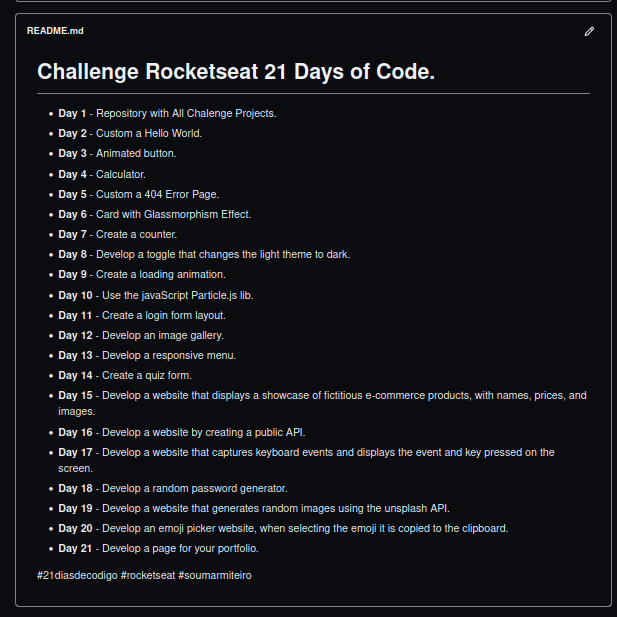 README.md
Challenge Rocketseat 21 Days of Code.
• Day 1 - Repository with All Chalenge Projects.
• Day 2 - Custom a Hello World.
• Day 3 - Animated button.
• Day 4 - Calculator.
• Day 5 - Custom a 404 Error Page.
• Day 6 - Card with Glassmorphism Effect.
• Day 7 - Create a counter.
• Day 8 - Develop a toggle that changes the light theme to dark.
• Day 9 - Create a loading animation.
• Day 10 - Use the javaScript Particle.js lib.
• Day 11 - Create a login form layout.
• Day 12 - Develop an image gallery.
• Day 13 - Develop a responsive menu.
• Day 14 - Create a quiz form.
• Day 15 - Develop a website that displays a showcase of fictitious e-commerce products, with names, prices, and
images.
• Day 16 - Develop a website by creating a public API.
• Day 17 - Develop a website that captures keyboard events and displays the event and key pressed on the
screen.
• Day 18 - Develop a random password generator.
• Day 19 - Develop a website that generates random images using the unsplash API.
• Day 20 - Develop an emoji picker website, when selecting the emoji it is copied to the clipboard.
• Day 21 - Develop a page for your portfolio.
#21diasdecodigo #rocketseat #soumarmiteiro